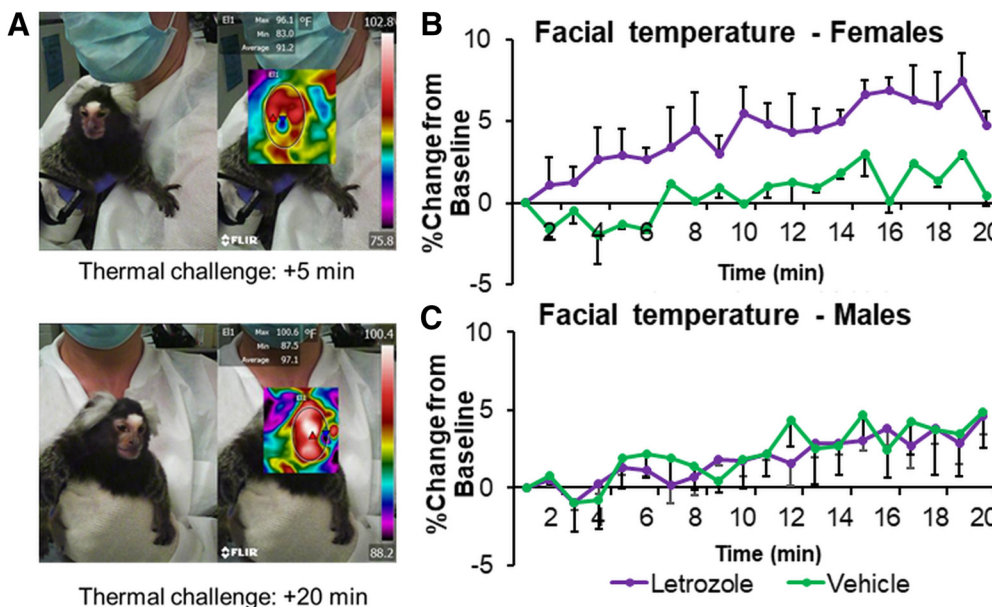 A
El1 Max 96.1 °F
Min 83.0
Average 91.2
102.8
El1
FLIR
75.8
Thermal challenge: +5 min
El1 Max 100.6 °F
Min 87.5
Average 97.1
100.4
El1
FLIR
88.2
Thermal challenge: +20 min
B
Facial temperature - Females
%Change from
Baseline
10
5
0
-5
2 4 6 8 10 12 14 16 18 20
Time (min)
C
Facial temperature - Males
%Change from
Baseline
10
5
0
-5
2 4 6 8 10 12 14 16 18 20
Time (min)
Letrozole Vehicle